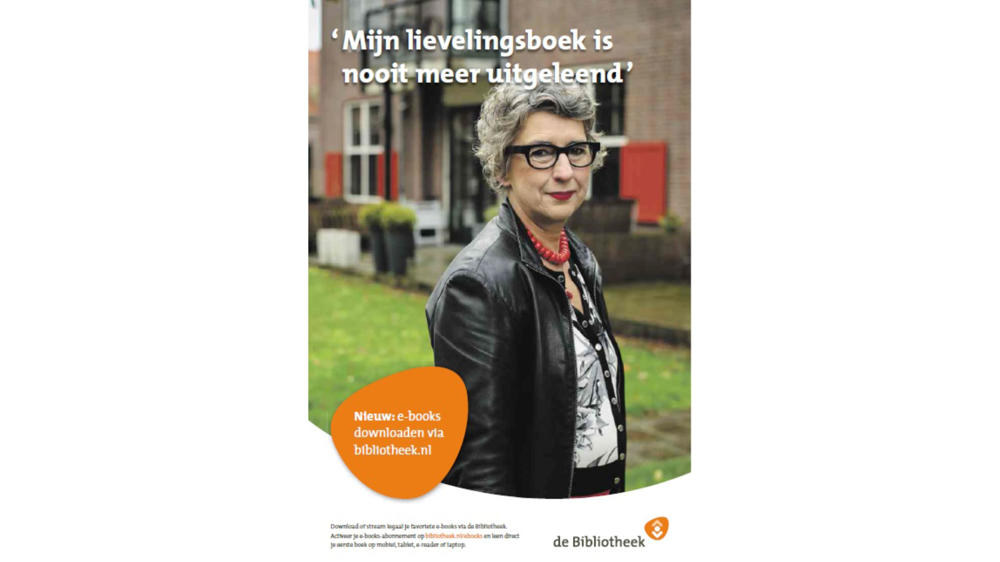 ‘Mijn lievelingsboek is
nooit meer uitgeleend’
Nieuw: e-books
downloaden via
bibliotheek.nl
Download of stream legaal je favoriete e-books via de Bibliotheek.
Activeer je e-books-abonnement op bibliotheek.nl/ebooks en leen direct
je eerste boek op mobiel, tablet, e-reader of laptop.
de Bibliotheek